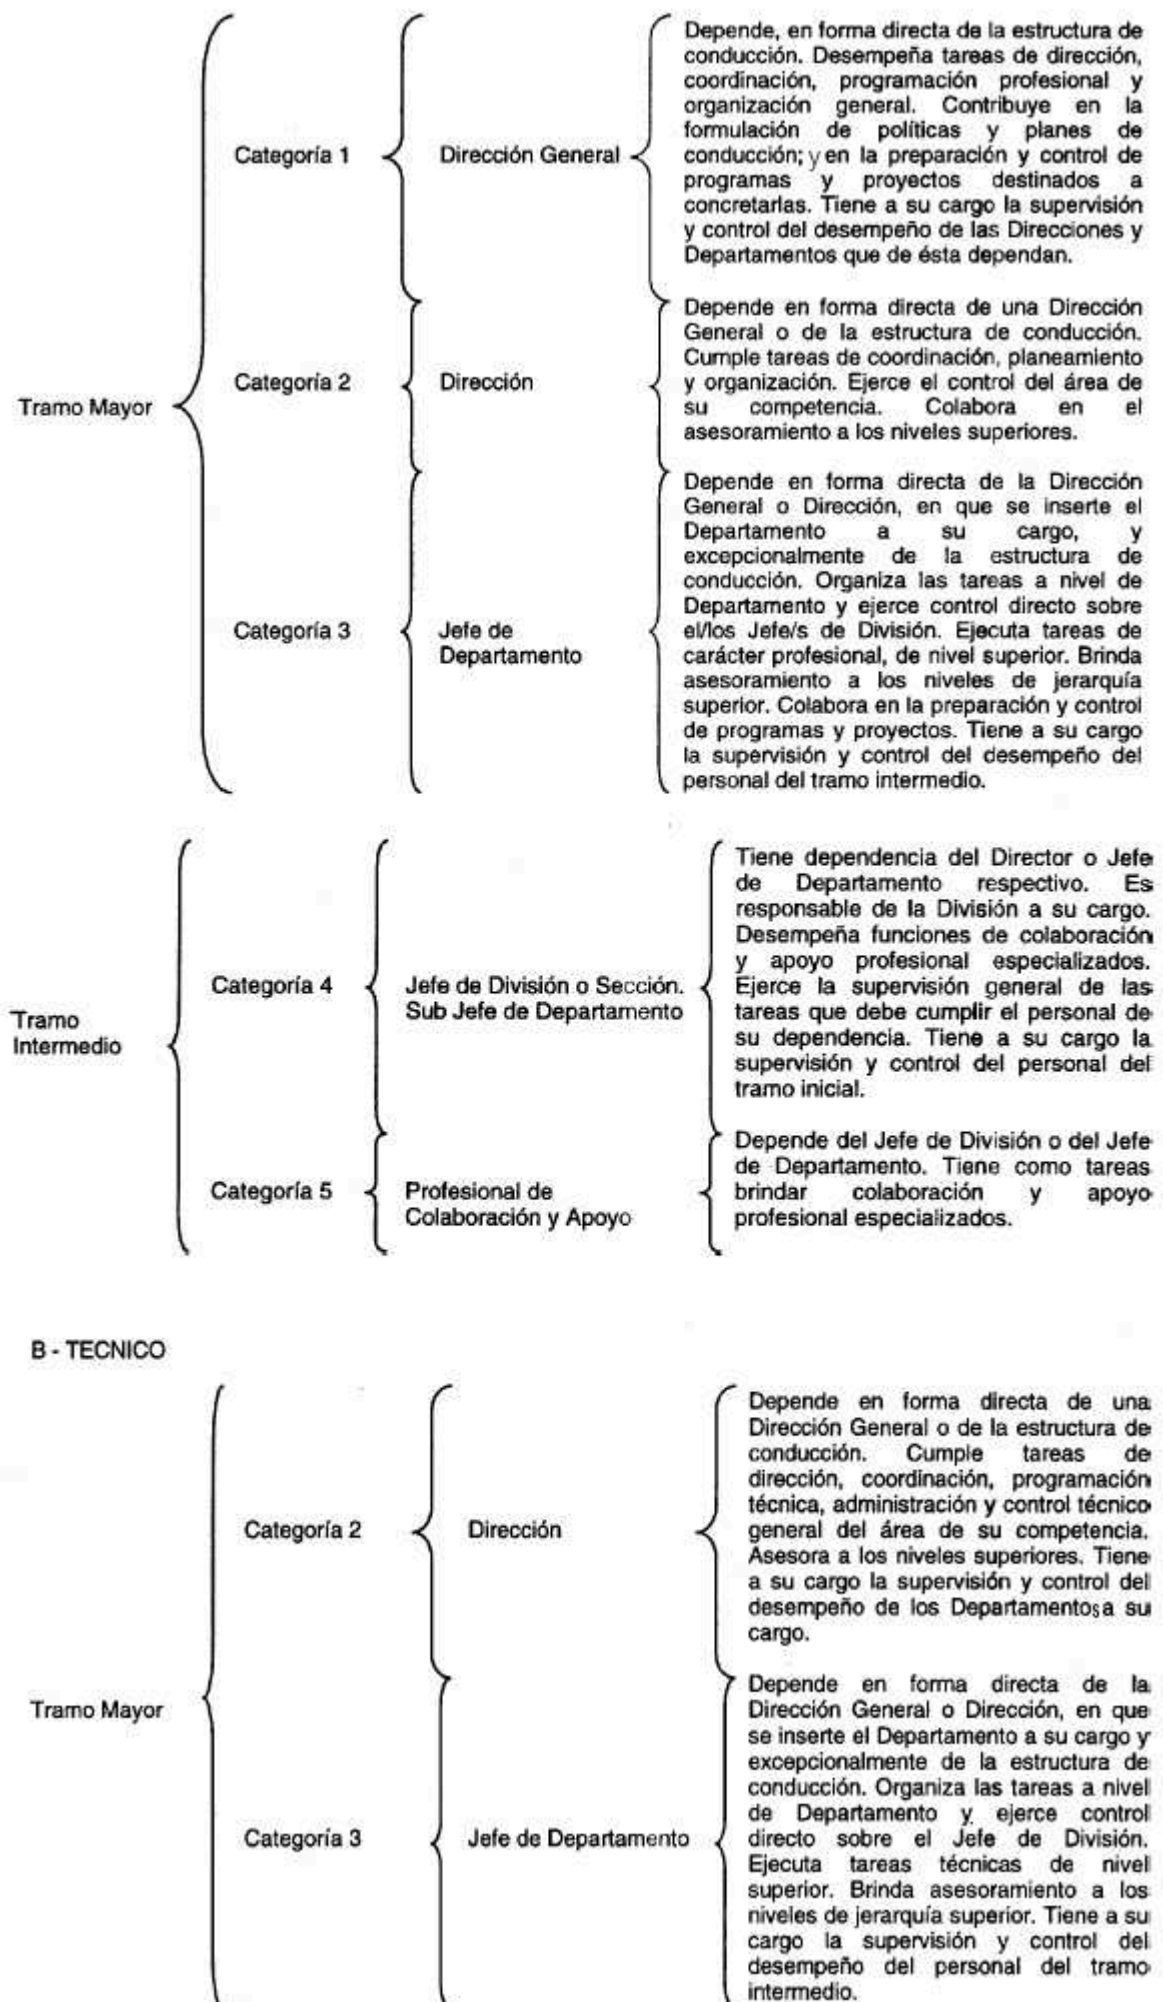 Depende, en forma directa de la estructura de
conducción. Desempeña tareas de dirección,
coordinación, programación profesional y
organización general. Contribuye en la
formulación de políticas y planes de
Categoría 1 Dirección General conducción; y en la preparación y control de
programas y proyectos destinados a
concretarlas. Tiene a su cargo la supervisión
y control del desempeño de las Direcciones y
Departamentos que de ésta dependan.
Depende en forma directa de una Dirección
General o de la estructura de conducción.
Cumple tareas de coordinación, planeamiento
Categoría 2 Dirección y organización. Ejerce el control del área de
Tramo Mayor su competencia. Colabora en el
asesoramiento a los niveles superiores.
Depende en forma directa de la Dirección
General o Dirección, en que se inserte el
Departamento a su cargo, y
excepcionalmente de la estructura de
conducción. Organiza las tareas a nivel de
Departamento y ejerce control directo sobre
Categoría 3 Jefe de el/los Jefe/s de División. Ejecuta tareas de
Departamento carácter profesional, de nivel superior. Brinda
asesoramiento a los niveles de jerarquía
superior. Colabora en la preparación y control
de programas y proyectos. Tiene a su cargo
la supervisión y control del desempeño del
personal del tramo intermedio.
Tiene dependencia del Director o Jefe
de Departamento respectivo. Es
responsable de la División a su cargo.
Desempeña funciones de colaboración
y apoyo profesional especializados.
Categoría 4 Jefe de División o Sección. Ejerce la supervisión general de las
Sub Jefe de Departamento tareas que debe cumplir el personal de
Tramo su dependencia. Tiene a su cargo la
Intermedio supervisión y control del personal del
tramo inicial.
Depende del Jefe de División o del Jefe
de Departamento. Tiene como tareas
Categoría 5 Profesional de brindar colaboración y apoyo
Colaboración y Apoyo profesional especializados.
B - TECNICO
Depende en forma directa de una
Dirección General o de la estructura de
conducción. Cumple tareas de
dirección, coordinación, programación
técnica, administración y control técnico
Categoría 2 Dirección general del área de su competencia.
Asesora a los niveles superiores. Tiene
a su cargo la supervisión y control del
desempeño de los Departamentos a su
cargo.
Depende en forma directa de la
Tramo Mayor Dirección General o Dirección, en que
se inserte el Departamento a su cargo y
excepcionalmente de la estructura de
conducción. Organiza las tareas a nivel
de Departamento y ejerce control
Categoría 3 Jefe de Departamento directo sobre el Jefe de División.
Ejecuta tareas técnicas de nivel
superior. Brinda asesoramiento a los
niveles de jerarquía superior. Tiene a su
cargo la supervisión y control del
desempeño del personal del tramo
intermedio.